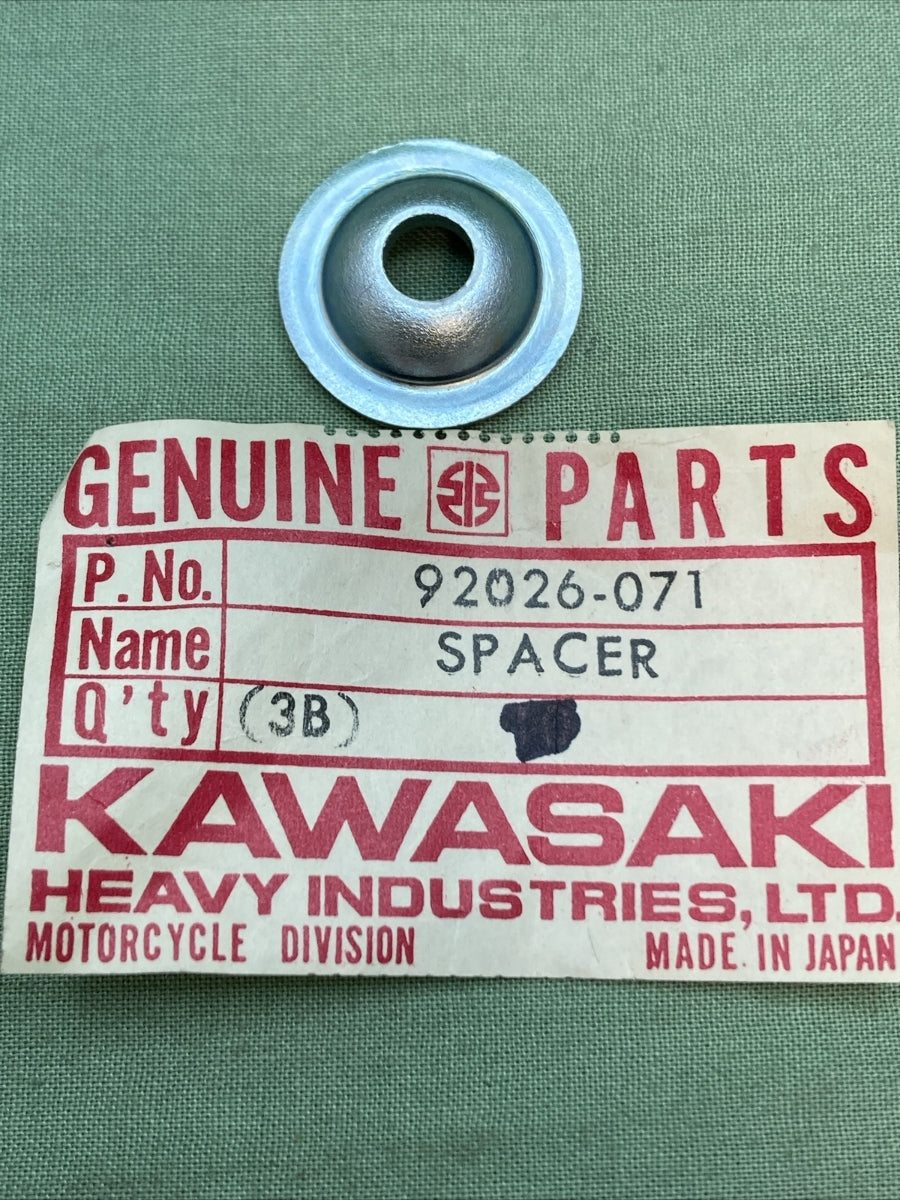 GENUINE PARTS
P. No. 92026-071
Name SPACER
Q'ty (3B)
KAWASAKI
HEAVY INDUSTRIES, LTD.
MOTORCYCLE DIVISION MADE. IN JAPAN